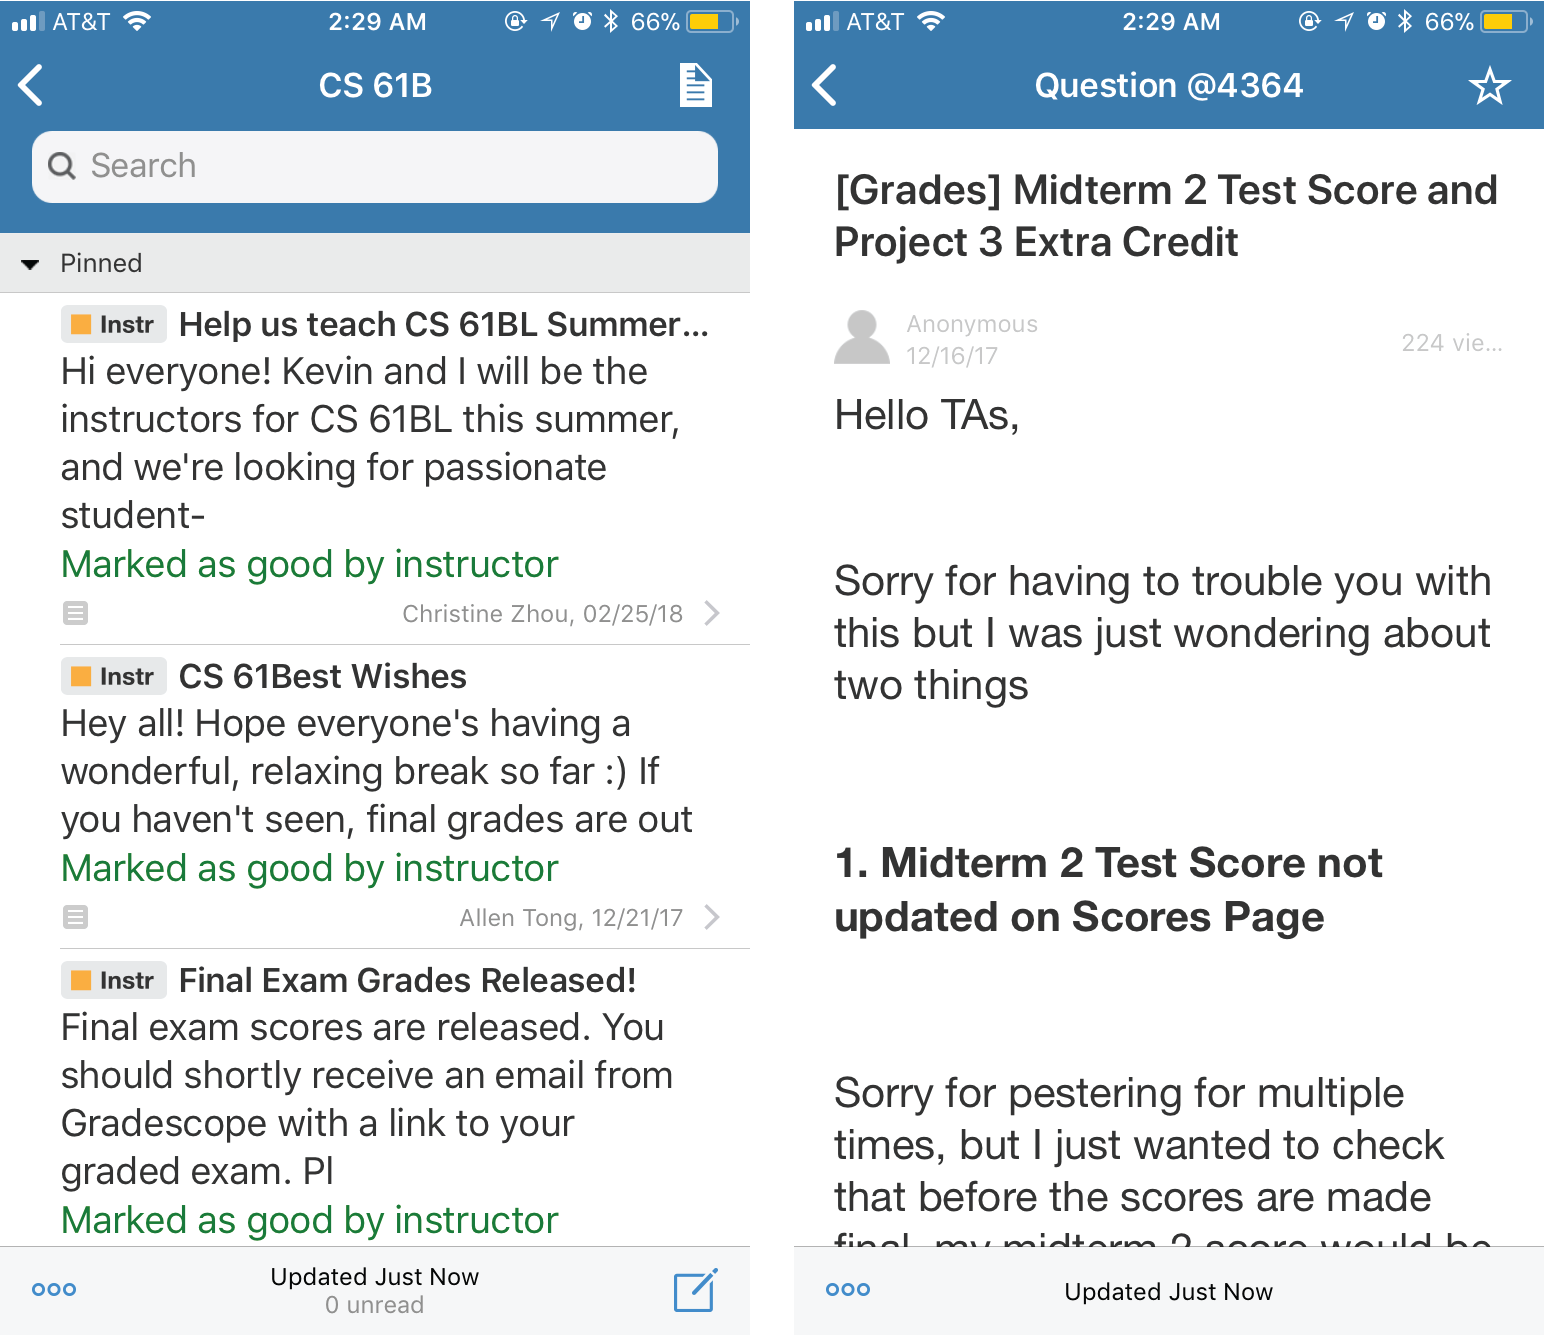 AT&T 2:29 AM 66%
CS 61B
Search
Pinned
Instr Help us teach CS 61BL Summer...
Hi everyone! Kevin and I will be the
instructors for CS 61BL this summer,
and we're looking for passionate
student-
Marked as good by instructor
Christine Zhou, 02/25/18
Instr CS 61Best Wishes
Hey all! Hope everyone's having a
wonderful, relaxing break so far :) If
you haven't seen, final grades are out
Marked as good by instructor
Allen Tong, 12/21/17
Instr Final Exam Grades Released!
Final exam scores are released. You
should shortly receive an email from
Gradescope with a link to your
graded exam. Pl
Marked as good by instructor
Updated Just Now
0 unread
AT&T 2:29 AM 66%
Question @4364
[Grades] Midterm 2 Test Score and
Project 3 Extra Credit
Anonymous
12/16/17
224 vie...
Hello TAs,
Sorry for having to trouble you with
this but I was just wondering about
two things
1. Midterm 2 Test Score not
updated on Scores Page
Sorry for pestering for multiple
times, but I just wanted to check
that before the scores are made
final, my midterm 2 score would be
Updated Just Now